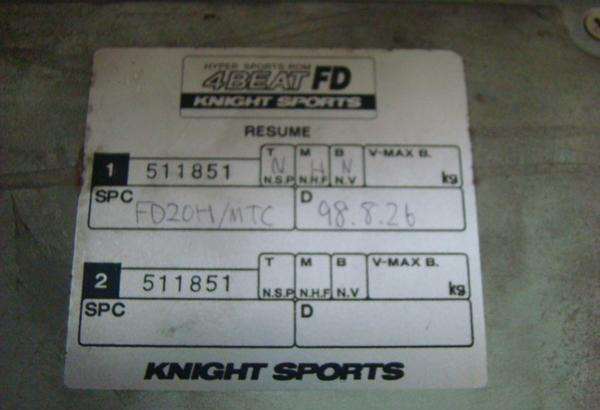 HYPER SPORTS ROM
4BEAT FD
KNIGHT SPORTS
RESUME
1 511851 T N N.S.P. M H N.H.F. B N N.V V-MAX B. kg
SPC FD20H/MTC D 98.8.26
2 511851 T N.S.P. M N.H.F. B N.V V-MAX B. kg
SPC D
KNIGHT SPORTS